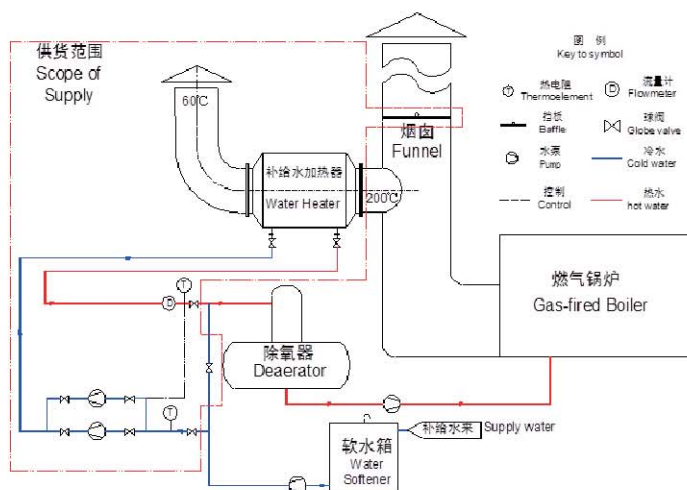 供货范围
Scope of
Supply
60℃
补给水加热器
Water Heater
200℃
烟囱
Funnel
图 例
Key to symbol
T
热电阻
Thermoelement
D
流量计
Flowmeter
挡板
Baffle
球阀
Globe valve
水泵
Pump
冷水
Cold water
控制
Control
热水
hot water
燃气锅炉
Gas-fired Boiler
T
D
除氧器
Deaerator
T
软水箱
Water
Softener
补给水来
Supply water